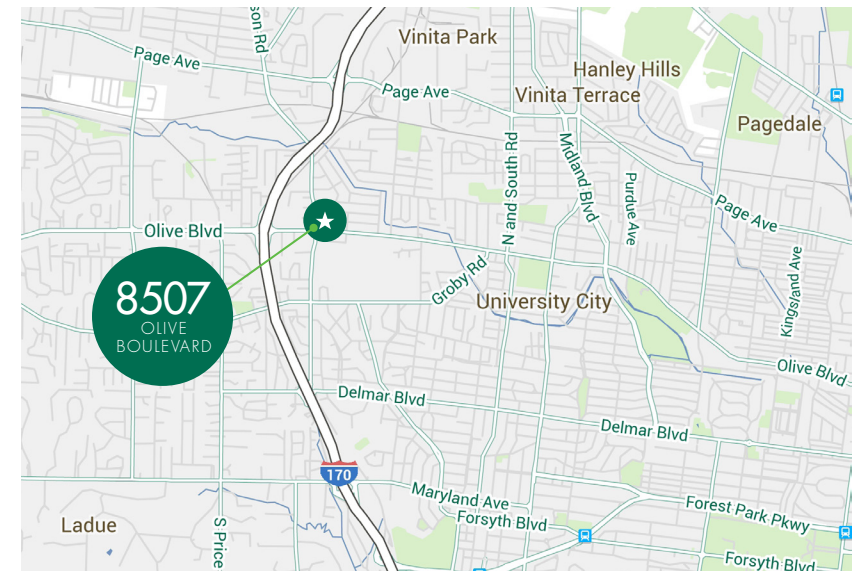 son Rd
Vinita Park
Page Ave
Hanley Hills
Page Ave
Vinita Terrace
Pagedale
N and South Rd
Midland Blvd
Purdue Ave
Page Ave
Olive Blvd
8507
OLIVE
BOULEVARD
Groby Rd
University City
Kingsland Ave
Olive Blvd
Delmar Blvd
Delmar Blvd
170
Maryland Ave
Forest Park Pkwy
Forsyth Blvd
Ladue
S Price
Forsyth Blvd